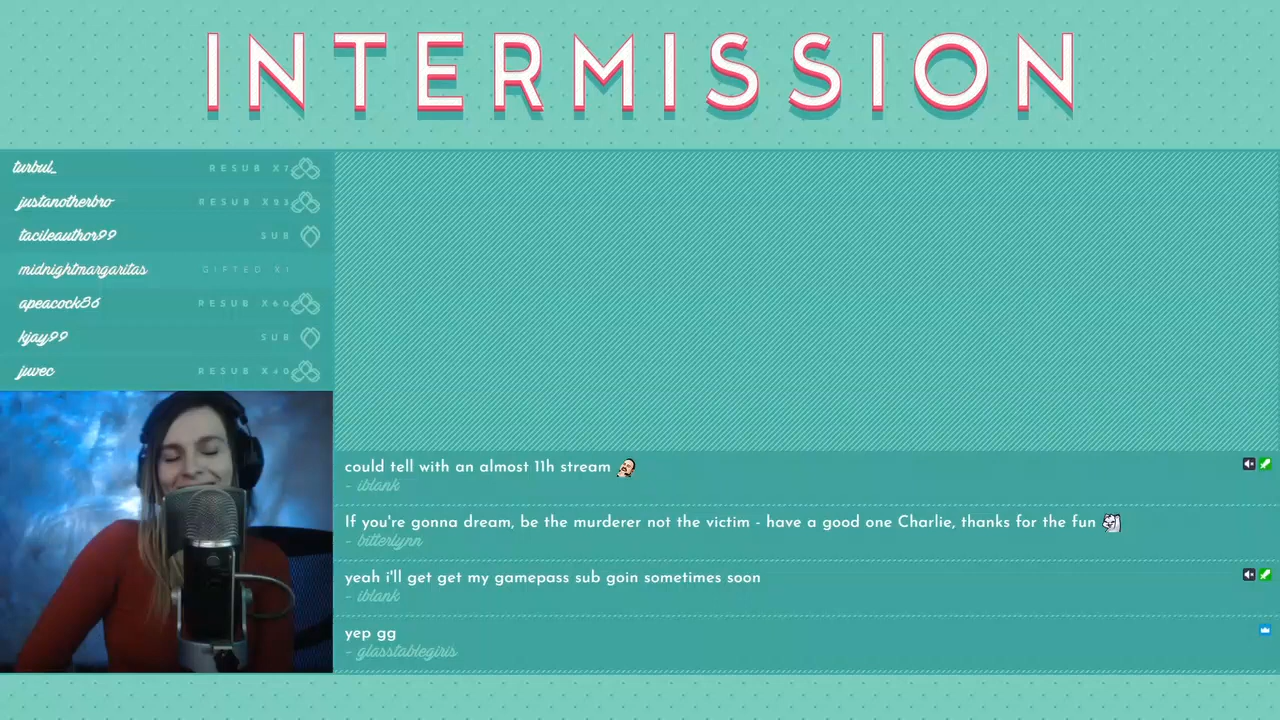 INTERMISSION
turbul_ RESUB X7
justanotherbro RESUB X23
tacileauthor99 SUB
midnightmargaritas GIFTED X1
apeacock86 RESUB X60
kjay99 SUB
juvec RESUB X40
could tell with an almost 11h stream
- iblank
If you're gonna dream, be the murderer not the victim - have a good one Charlie, thanks for the fun
- bitterlynn
yeah i'll get get my gamepass sub goin sometimes soon
- iblank
yep gg
- glasstablegiris